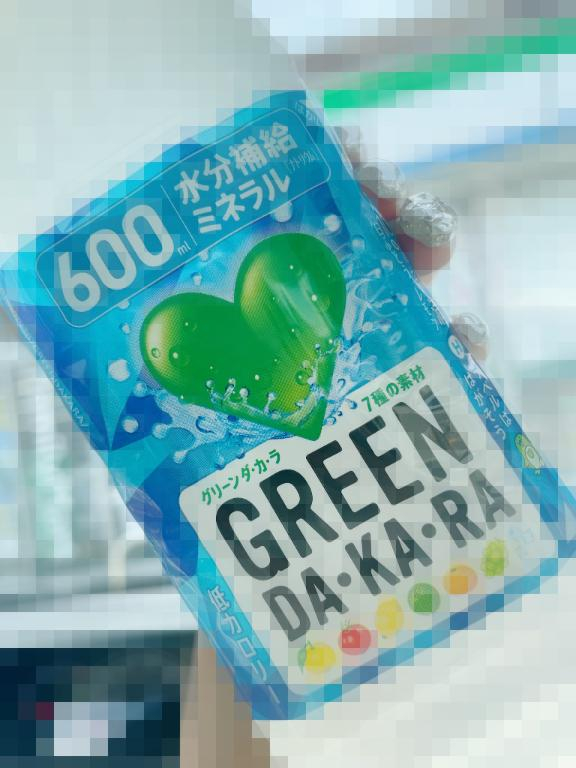 600ml
水分補給
ミネラル
7種の素材
グリーンダ・カ・ラ
GREEN
DA・KA・RA
低カロリー